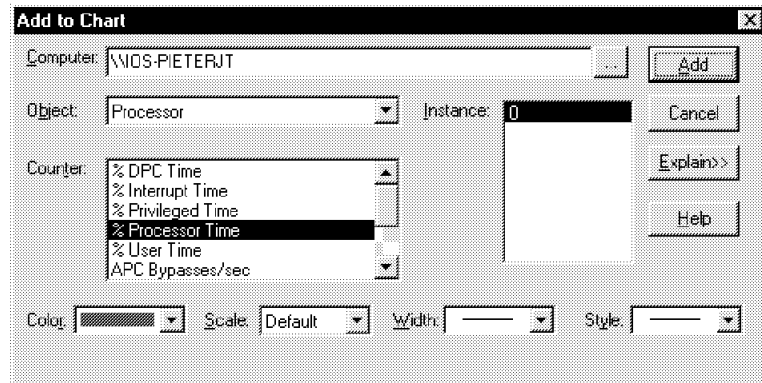 Add to Chart
Computer: \\IOS-PIETERJT ... Add
Object: Processor Instance: 0 Cancel
Counter: % DPC Time Explain>>
% Interrupt Time
% Privileged Time
% Processor Time Help
% User Time
APC Bypasses/sec
Color: Scale: Default Width: Style: